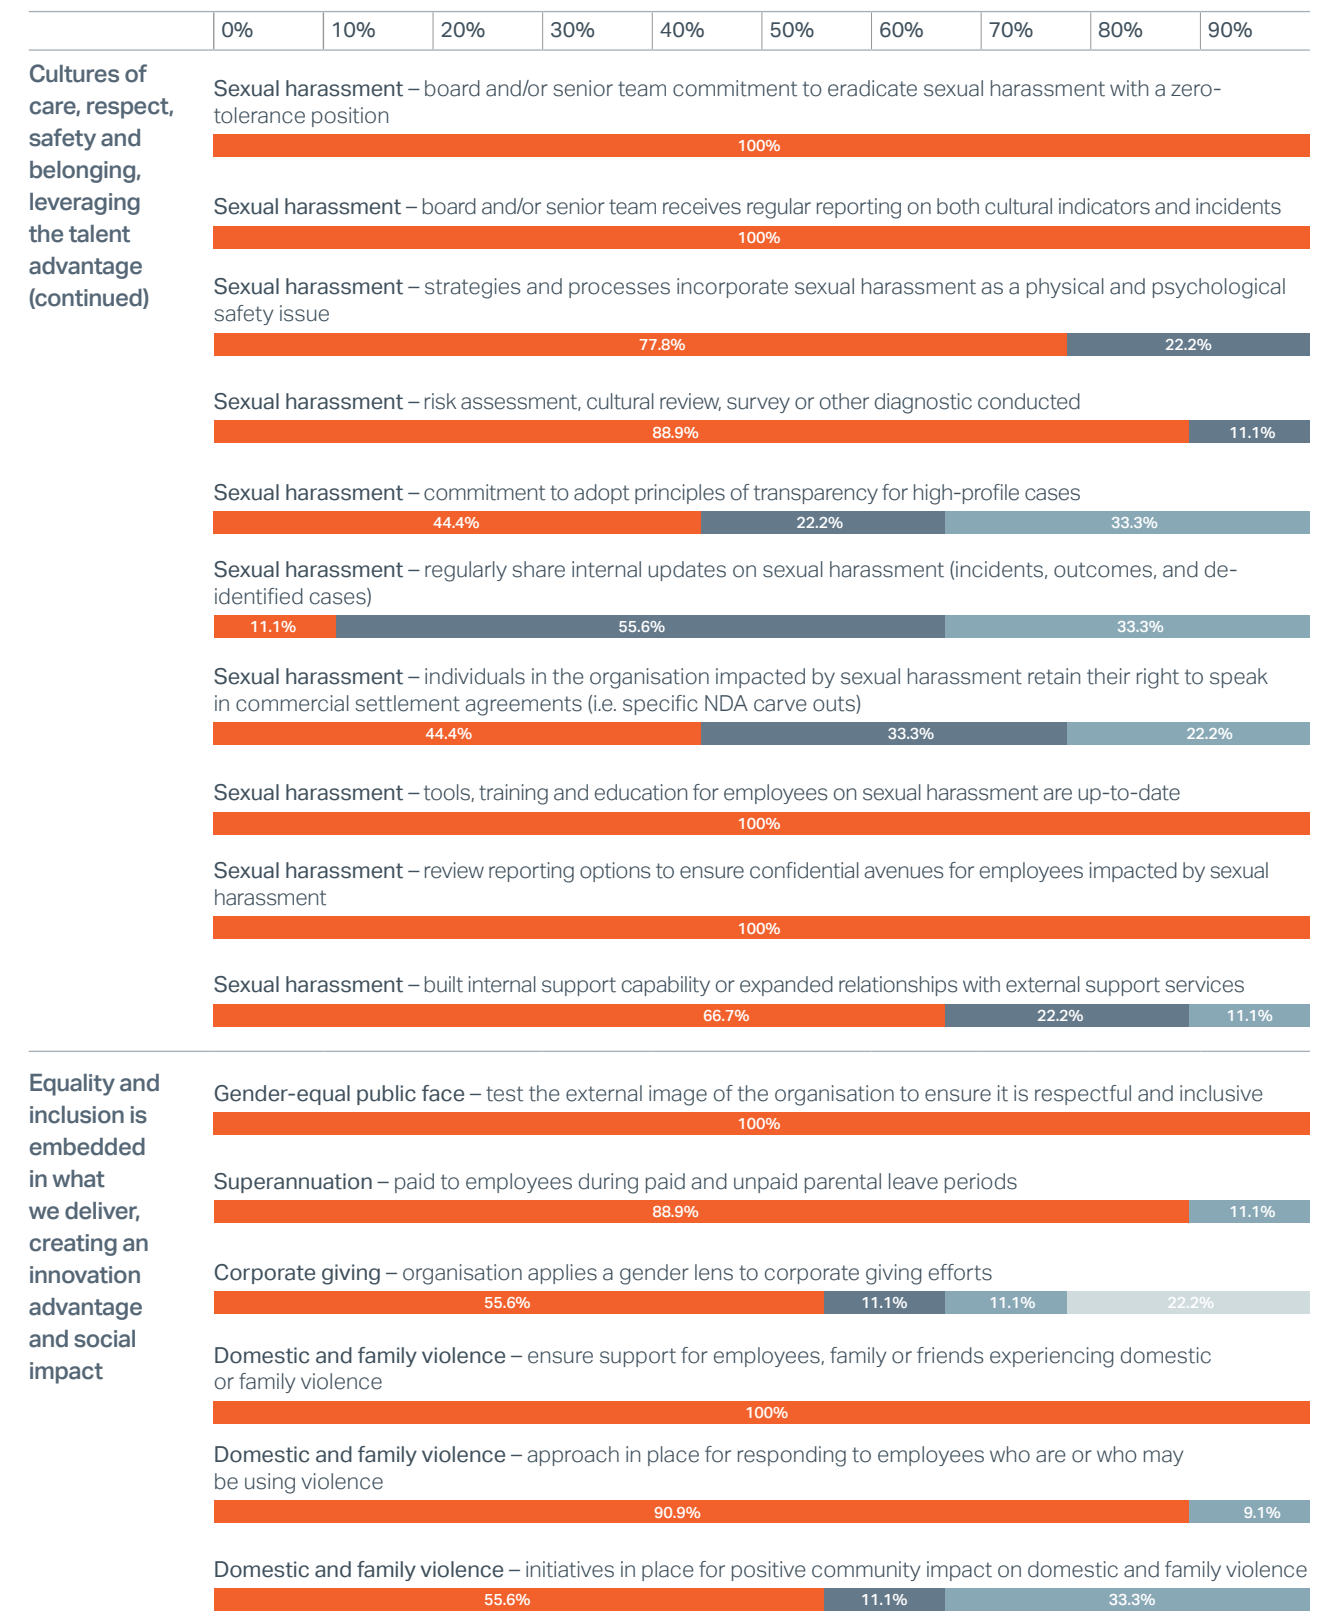 0% 10% 20% 30% 40% 50% 60% 70% 80% 90%
Cultures of
care, respect,
safety and
belonging,
leveraging
the talent
advantage
(continued)
Sexual harassment – board and/or senior team commitment to eradicate sexual harassment with a zero-
tolerance position
100%
Sexual harassment – board and/or senior team receives regular reporting on both cultural indicators and incidents
100%
Sexual harassment – strategies and processes incorporate sexual harassment as a physical and psychological
safety issue
77.8% 22.2%
Sexual harassment – risk assessment, cultural review, survey or other diagnostic conducted
88.9% 11.1%
Sexual harassment – commitment to adopt principles of transparency for high-profile cases
44.4% 22.2% 33.3%
Sexual harassment – regularly share internal updates on sexual harassment (incidents, outcomes, and de-
identified cases)
11.1% 55.6% 33.3%
Sexual harassment – individuals in the organisation impacted by sexual harassment retain their right to speak
in commercial settlement agreements (i.e. specific NDA carve outs)
44.4% 33.3% 22.2%
Sexual harassment – tools, training and education for employees on sexual harassment are up-to-date
100%
Sexual harassment – review reporting options to ensure confidential avenues for employees impacted by sexual
harassment
100%
Sexual harassment – built internal support capability or expanded relationships with external support services
66.7% 22.2% 11.1%
Equality and
inclusion is
embedded
in what
we deliver,
creating an
innovation
advantage
and social
impact
Gender-equal public face – test the external image of the organisation to ensure it is respectful and inclusive
100%
Superannuation – paid to employees during paid and unpaid parental leave periods
88.9% 11.1%
Corporate giving – organisation applies a gender lens to corporate giving efforts
55.6% 11.1% 11.1% 22.2%
Domestic and family violence – ensure support for employees, family or friends experiencing domestic
or family violence
100%
Domestic and family violence – approach in place for responding to employees who are or who may
be using violence
90.9% 9.1%
Domestic and family violence – initiatives in place for positive community impact on domestic and family violence
55.6% 11.1% 33.3%